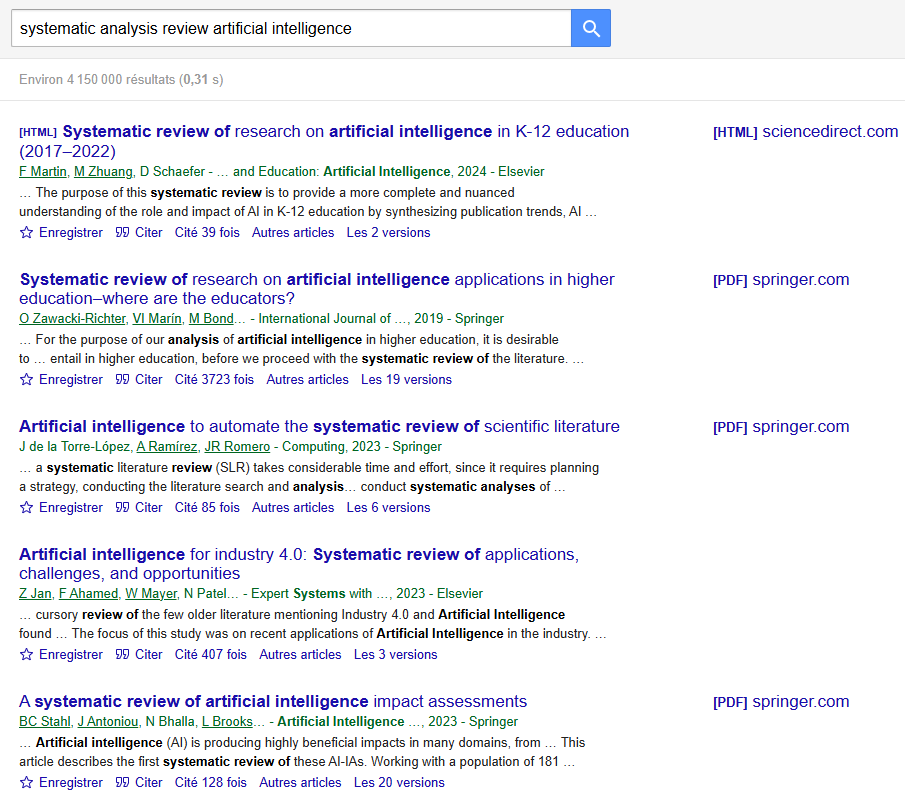 systematic analysis review artificial intelligence
Environ 4 150 000 résultats (0,31 s)
[HTML] Systematic review of research on artificial intelligence in K-12 education
(2017–2022)
[HTML] sciencedirect.com
F Martin, M Zhuang, D Schaefer - … and Education: Artificial Intelligence, 2024 - Elsevier
… The purpose of this systematic review is to provide a more complete and nuanced
understanding of the role and impact of AI in K-12 education by synthesizing publication trends, AI …
Enregistrer Citer Cité 39 fois Autres articles Les 2 versions
Systematic review of research on artificial intelligence applications in higher
education–where are the educators?
[PDF] springer.com
O Zawacki-Richter, VI Marín, M Bond… - International Journal of …, 2019 - Springer
… For the purpose of our analysis of artificial intelligence in higher education, it is desirable
to … entail in higher education, before we proceed with the systematic review of the literature. …
Enregistrer Citer Cité 3723 fois Autres articles Les 19 versions
Artificial intelligence to automate the systematic review of scientific literature
[PDF] springer.com
J de la Torre-López, A Ramírez, JR Romero - Computing, 2023 - Springer
… a systematic literature review (SLR) takes considerable time and effort, since it requires planning
a strategy, conducting the literature search and analysis… conduct systematic analyses of …
Enregistrer Citer Cité 85 fois Autres articles Les 6 versions
Artificial intelligence for industry 4.0: Systematic review of applications,
challenges, and opportunities
Z Jan, F Ahamed, W Mayer, N Patel… - Expert Systems with …, 2023 - Elsevier
… cursory review of the few older literature mentioning Industry 4.0 and Artificial Intelligence
found … The focus of this study was on recent applications of Artificial Intelligence in the industry. …
Enregistrer Citer Cité 407 fois Autres articles Les 3 versions
A systematic review of artificial intelligence impact assessments
[PDF] springer.com
BC Stahl, J Antoniou, N Bhalla, L Brooks… - Artificial Intelligence …, 2023 - Springer
… Artificial intelligence (AI) is producing highly beneficial impacts in many domains, from … This
article describes the first systematic review of these AI-IAs. Working with a population of 181 …
Enregistrer Citer Cité 128 fois Autres articles Les 20 versions